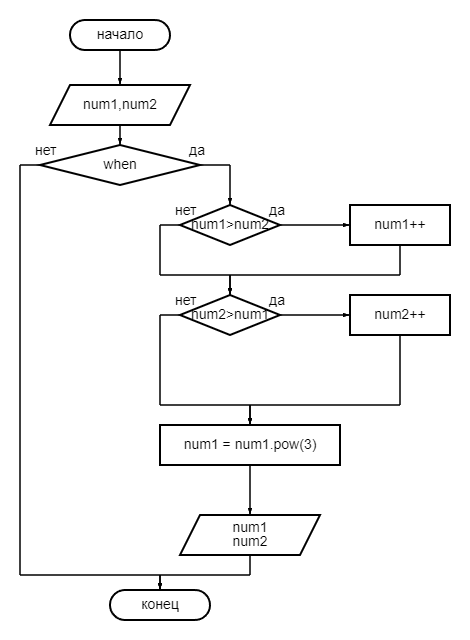 начало
num1,num2
нет
да
when
нет
да
num1>num2
num1++
нет
да
num2>num1
num2++
num1 = num1.pow(3)
num1
num2
конец